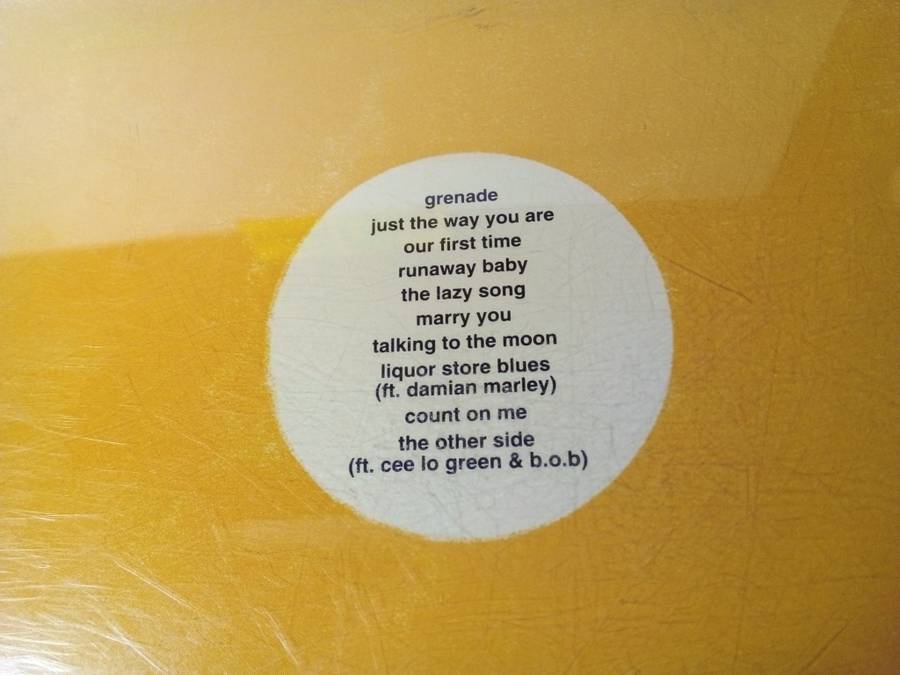 grenade
just the way you are
our first time
runaway baby
the lazy song
marry you
talking to the moon
liquor store blues
(ft. damian marley)
count on me
the other side
(ft. cee lo green & b.o.b)